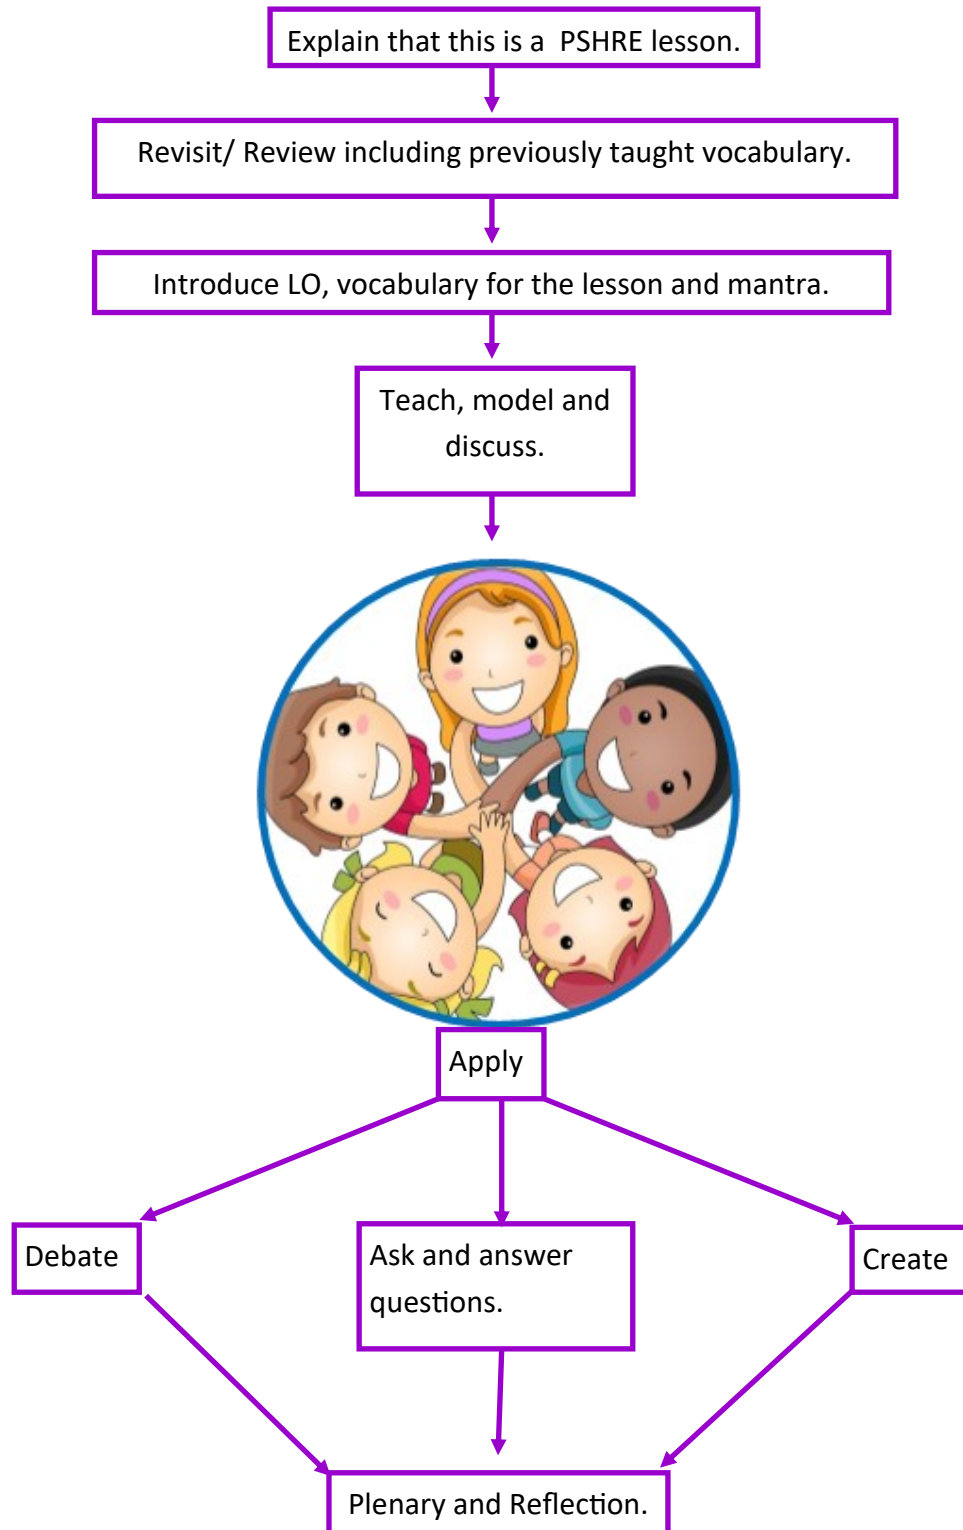 Explain that this is a  PSHRE lesson.
Revisit/ Review including previously taught vocabulary.
Introduce LO, vocabulary for the lesson and mantra.
Teach, model and
discuss.
Apply
Debate
Ask and answer
questions.
Create
Plenary and Reflection.